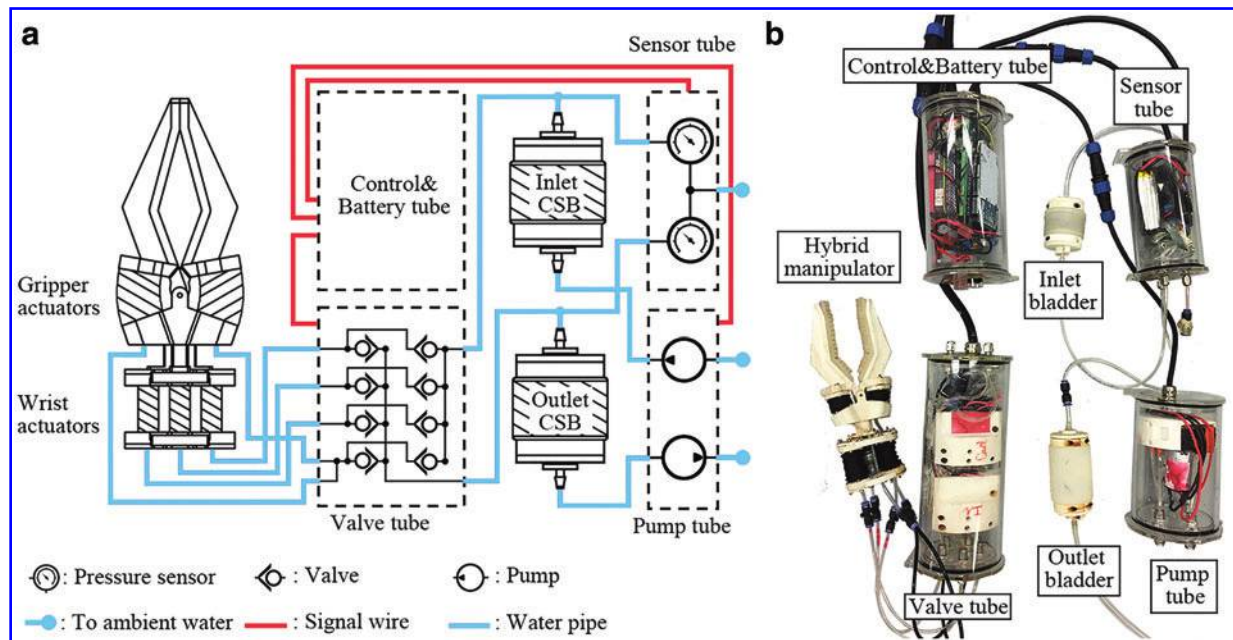 a
Sensor tube
Control&
Battery tube
Inlet
CSB
Gripper
actuators
Wrist
actuators
Outlet
CSB
Valve tube
Pump tube
: Pressure sensor
: Valve
: Pump
: To ambient water
: Signal wire
: Water pipe
b
Control&Battery tube
Sensor
tube
Hybrid
manipulator
Inlet
bladder
Outlet
bladder
Pump
tube
Valve tube